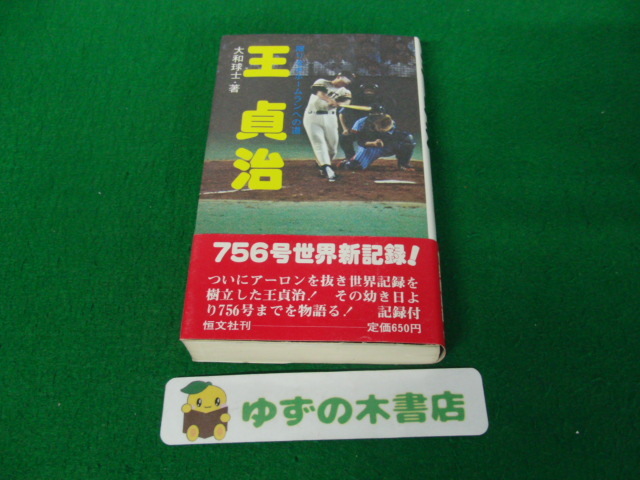 王貞治
大和球士・著
756号世界新記録!
ついにアーロンを抜き世界記録を
樹立した王貞治! その幼き日よ
り756号までを物語る! 記録付
恒文社刊 定価650円
ゆずの木書店